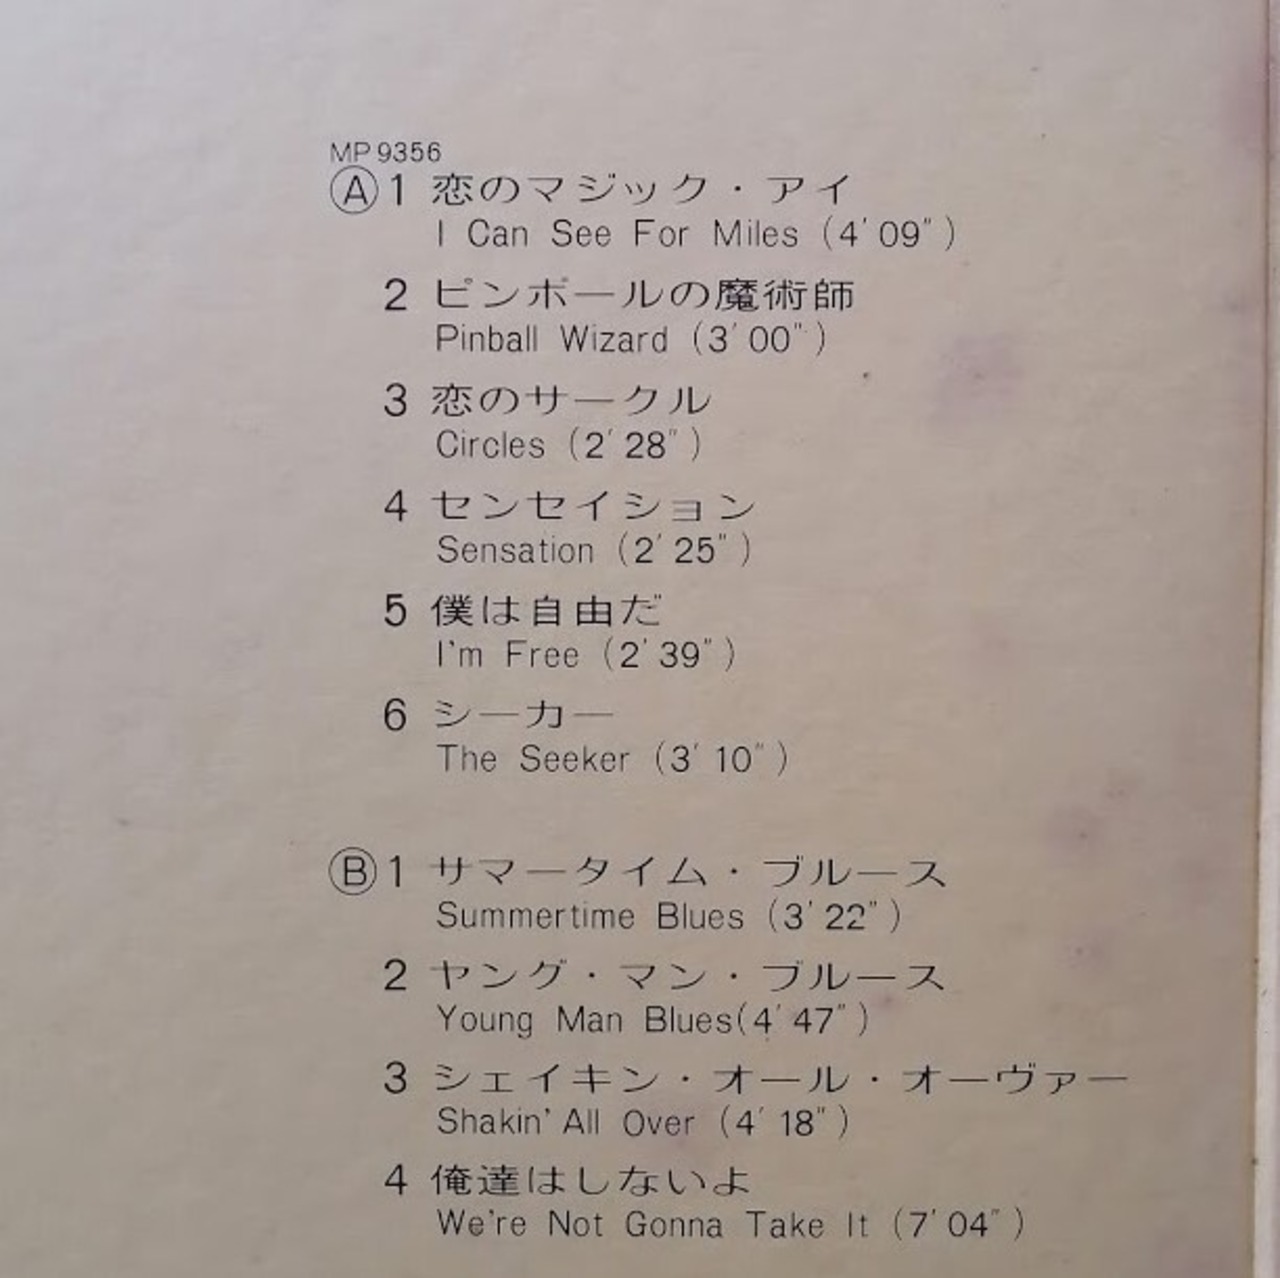 MP 9356
Ⓐ 1 恋のマジック・アイ
I Can See For Miles (4′09″)
2 ピンボールの魔術師
Pinball Wizard (3′00″)
3 恋のサークル
Circles (2′28″)
4 センセイション
Sensation (2′25″)
5 僕は自由だ
I'm Free (2′39″)
6 シーカー
The Seeker (3′10″)
Ⓑ 1 サマータイム・ブルース
Summertime Blues (3′22″)
2 ヤング・マン・ブルース
Young Man Blues(4′47″)
3 シェイキン・オール・オーヴァー
Shakin' All Over (4′18″)
4 俺達はしないよ
We're Not Gonna Take It (7′04″)